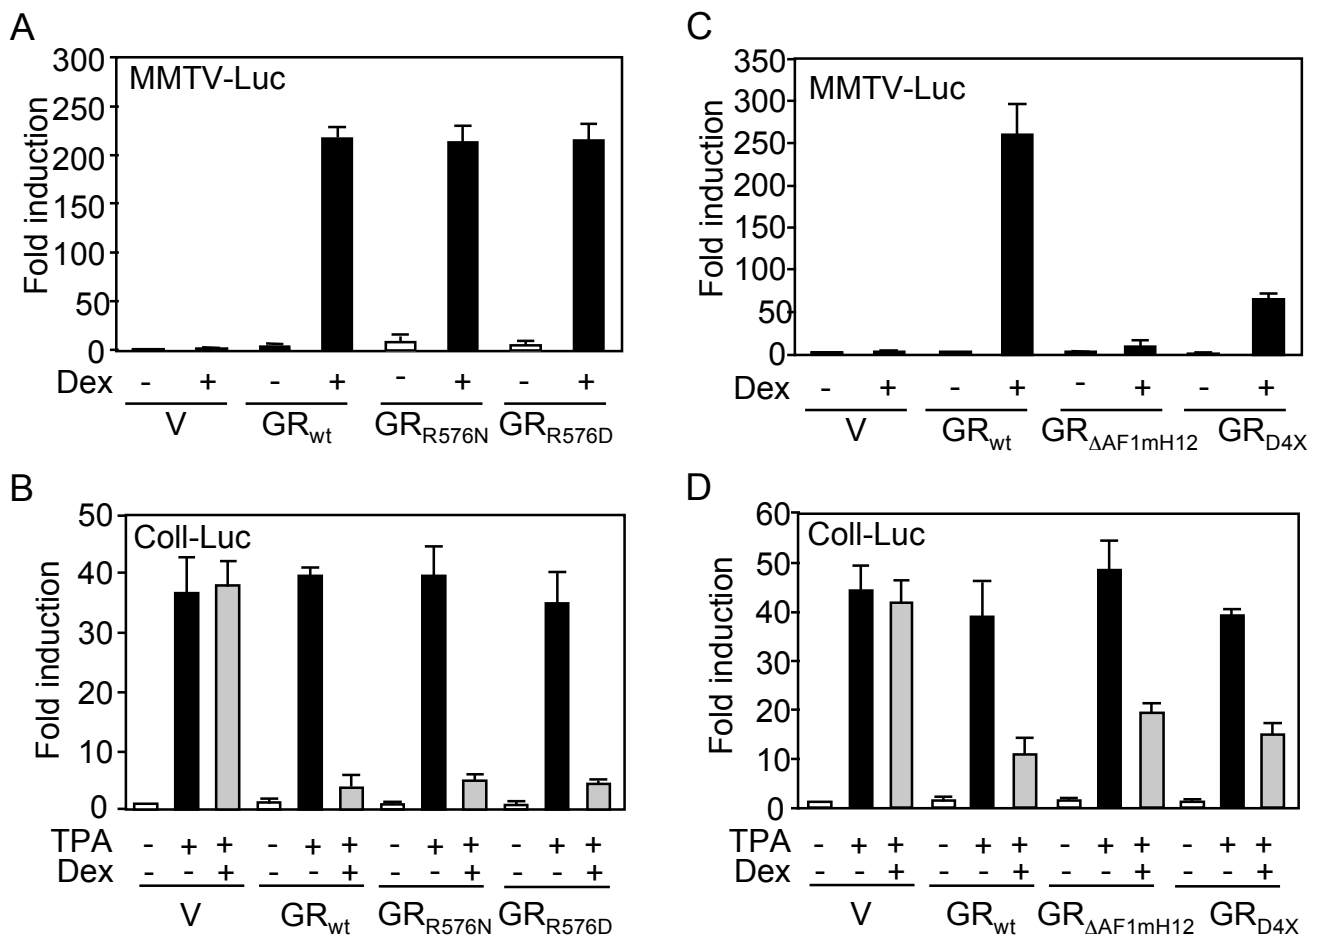 A
MMTV-Luc
Fold induction
300
250
200
150
100
50
0
Dex - + - + - + - +
V GRwt GRR576N GRR576D
B
Coll-Luc
Fold induction
50
40
30
20
10
0
TPA - + + - + + - + + - + +
Dex - - + - - + - - + - - +
V GRwt GRR576N GRR576D
C
MMTV-Luc
Fold induction
350
300
250
200
150
100
50
0
Dex - + - + - + - +
V GRwt GRΔAF1mH12 GRD4X
D
Coll-Luc
Fold induction
60
50
40
30
20
10
0
TPA - + + - + + - + + - + +
Dex - - + - - + - - + - - +
V GRwt GRΔAF1mH12 GRD4X